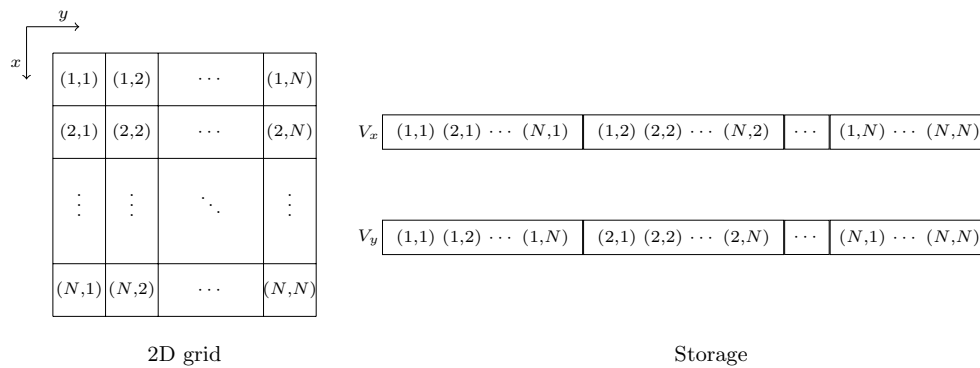 y
x
(1,1) (1,2) ⋯ (1,N)
(2,1) (2,2) ⋯ (2,N)
⋮ ⋮ ⋱ ⋮
(N,1) (N,2) ⋯ (N,N)
2D grid
V_x (1,1) (2,1) ⋯ (N,1) (1,2) (2,2) ⋯ (N,2) ⋯ (1,N) ⋯ (N,N)
V_y (1,1) (1,2) ⋯ (1,N) (2,1) (2,2) ⋯ (2,N) ⋯ (N,1) ⋯ (N,N)
Storage